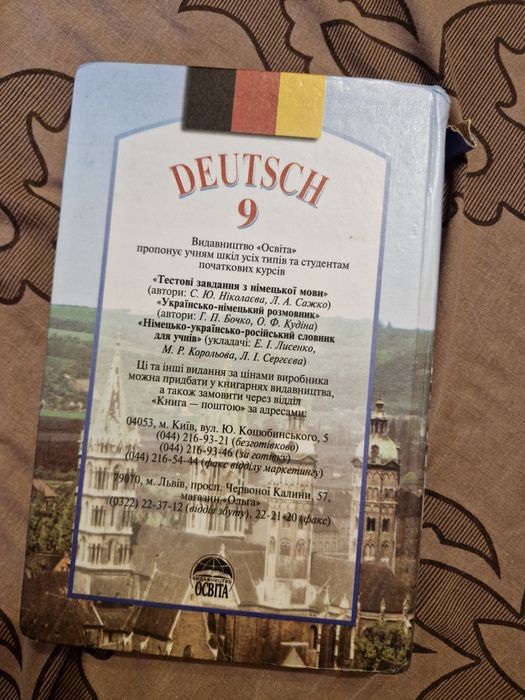 DEUTSCH
9
Видавництво «Освіта»
пропонує учням шкіл усіх типів та студентам
початкових курсів
«Тестові завдання з німецької мови»
(автори: С. Ю. Ніколаєва, Л. А. Сажко)
«Українсько-німецький розмовник»
(автори: Г. П. Бочко, О. Ф. Кудіна)
«Німецько-українсько-російський словник
для учнів» (укладачі: Е. І. Лисенко,
М. Р. Корольова, Л. І. Сергєєва)
Ці та інші видання за цінами виробника
можна придбати у книгарнях видавництва,
а також замовити через відділ
«Книга — поштою» за адресами:
04053, м. Київ, вул. Ю. Коцюбинського, 5
(044) 216-93-21 (безготівково)
(044) 216-93-46 (за готівку)
(044) 216-54-44 (факс відділу маркетингу)
79070, м. Львів, просп. Червоної Калини, 57,
магазин «Ольга»
(0322) 22-37-12 (відділ збуту), 22-21-20 (факс)
ВИДАВНИЦТВО
ОСВІТА